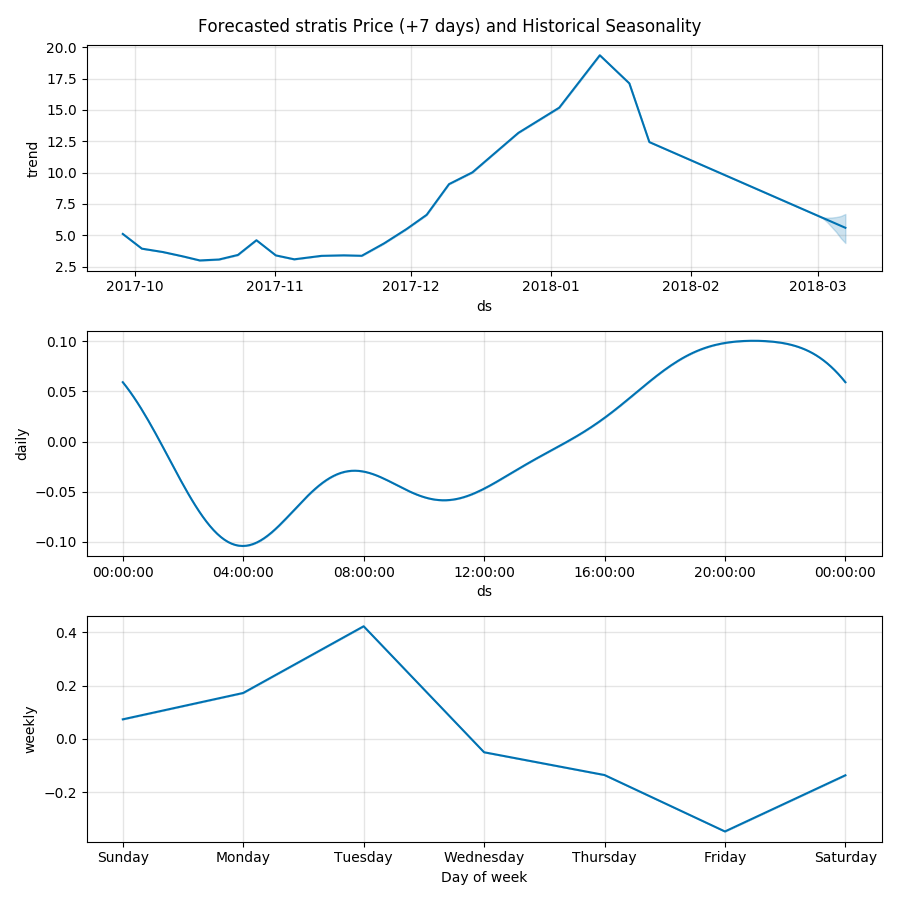 Forecasted stratis Price (+7 days) and Historical Seasonality
20.0
17.5
15.0
12.5
10.0
7.5
5.0
2.5
trend
2017-10 2017-11 2017-12 2018-01 2018-02 2018-03
ds
0.10
0.05
0.00
−0.05
−0.10
daily
00:00:00 04:00:00 08:00:00 12:00:00 16:00:00 20:00:00 00:00:00
ds
0.4
0.2
0.0
−0.2
weekly
Sunday Monday Tuesday Wednesday Thursday Friday Saturday
Day of week